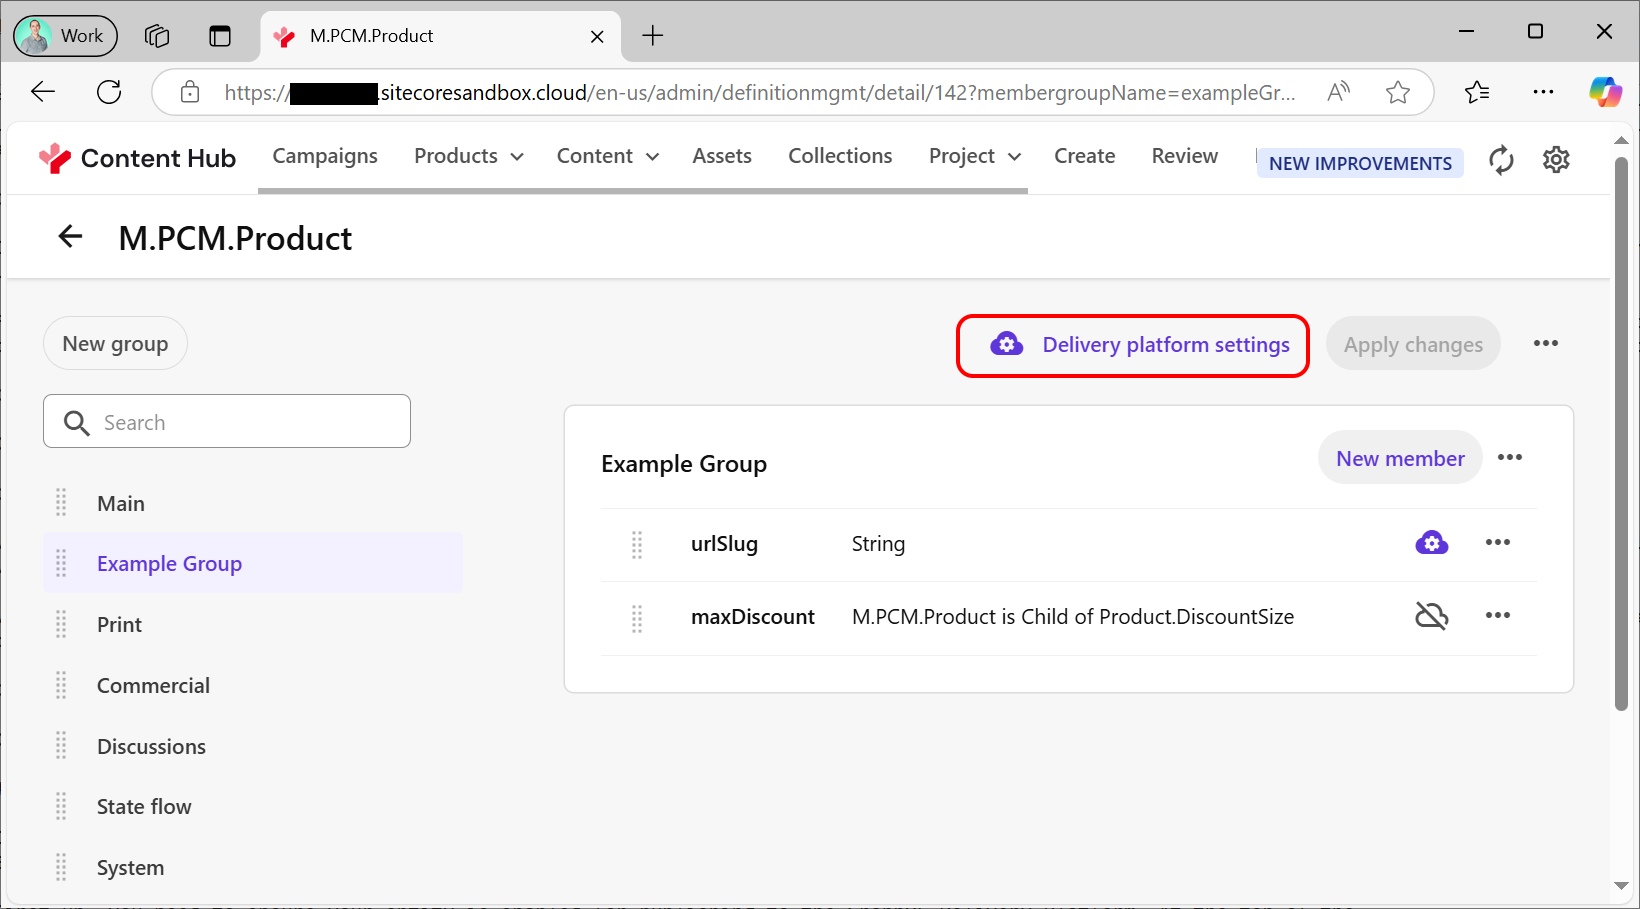 Work
M.PCM.Product
https://
.sitecoresandbox.cloud/en-us/admin/definitionmgmt/detail/142?membergroupName=exampleGr...
Content Hub
Campaigns
Products
Content
Assets
Collections
Project
Create
Review
NEW IMPROVEMENTS
M.PCM.Product
New group
Delivery platform settings
Apply changes
Search
Main
Example Group
Print
Commercial
Discussions
State flow
System
Example Group
New member
urlSlug String
maxDiscount M.PCM.Product is Child of Product.DiscountSize